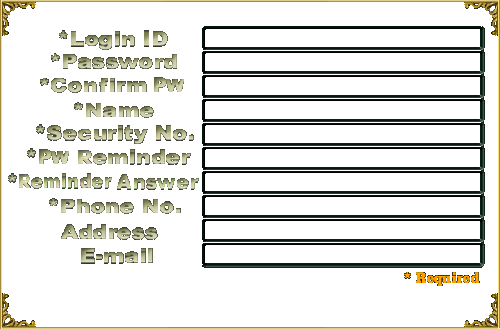 *Login ID
*Password
*Confirm PW
*Name
*Security No.
*PW Reminder
*Reminder Answer
*Phone No.
Address
E-mail
* Required